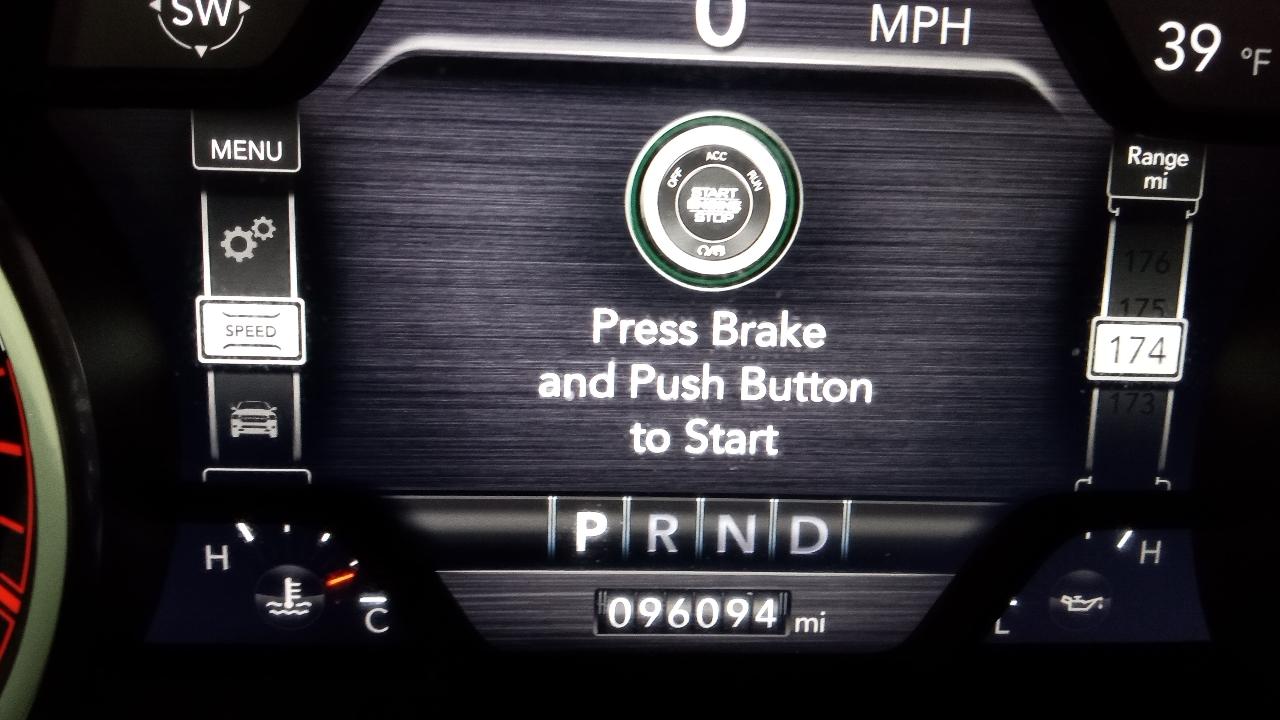 SW
0 MPH
39 °F
MENU
Range
mi
OFF
ACC
RUN
START
ENGINE
STOP
176
175
SPEED
174
173
Press Brake
and Push Button
to Start
P R N D
H
C
H
L
096094 mi